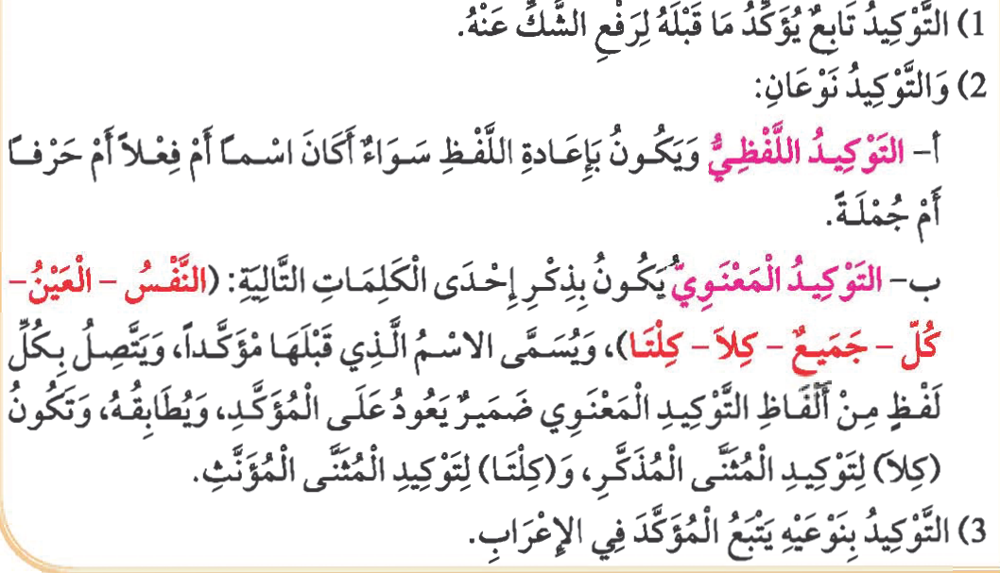 1) التَّوْكِيدُ تَابِعٌ يُؤَكِّدُ مَا قَبْلَهُ لِرَفْعِ الشَّكِّ عَنْهُ.
2) وَالتَّوْكِيدُ نَوْعَانِ:
أ- التَوْكِيدُ اللَّفْظِيُّ وَيَكُونُ بَإِعَادةِ اللَّفْظِ سَوَاءٌ أَكَانَ اسْماً أَمْ فِعْلاً أَمْ حَرْفاً
أَمْ جُمْلَةً.
ب- التَوْكِيدُ الْمَعْنَوِيُّ يَكُونُ بِذِكْرِ إِحْدَى الْكَلِمَاتِ التَّالِيَةِ: (النَّفْسُ - الْعَيْنُ -
كُلّ - جَمَيعٌ - كِلاَ - كِلْتَا)، وَيُسَمَّى الاسْمُ الَّذِي قَبْلَهَا مْؤَكَّداً، وَيَتَّصِلُ بِكُلِّ
لَفْظٍ مِنْ أَلْفَاظِ التَّوْكِيدِ الْمَعْنَوِي ضَمَيرٌ يَعُودُ عَلَى الْمُؤَكَّدِ، وَيُطَابِقُهُ، وَتَكُونُ
(كِلاَ) لِتَوْكِيدِ الْمُثَنَّى الْمُذَكَّرِ، وَ(كِلْتَا) لِتَوْكِيدِ الْمُثَنَّى الْمُؤَنَّثِ.
3) التَّوْكِيدُ بِنَوْعَيْهِ يَتْبَعُ الْمُؤَكَّدَ فِي الإِعْرَابِ.